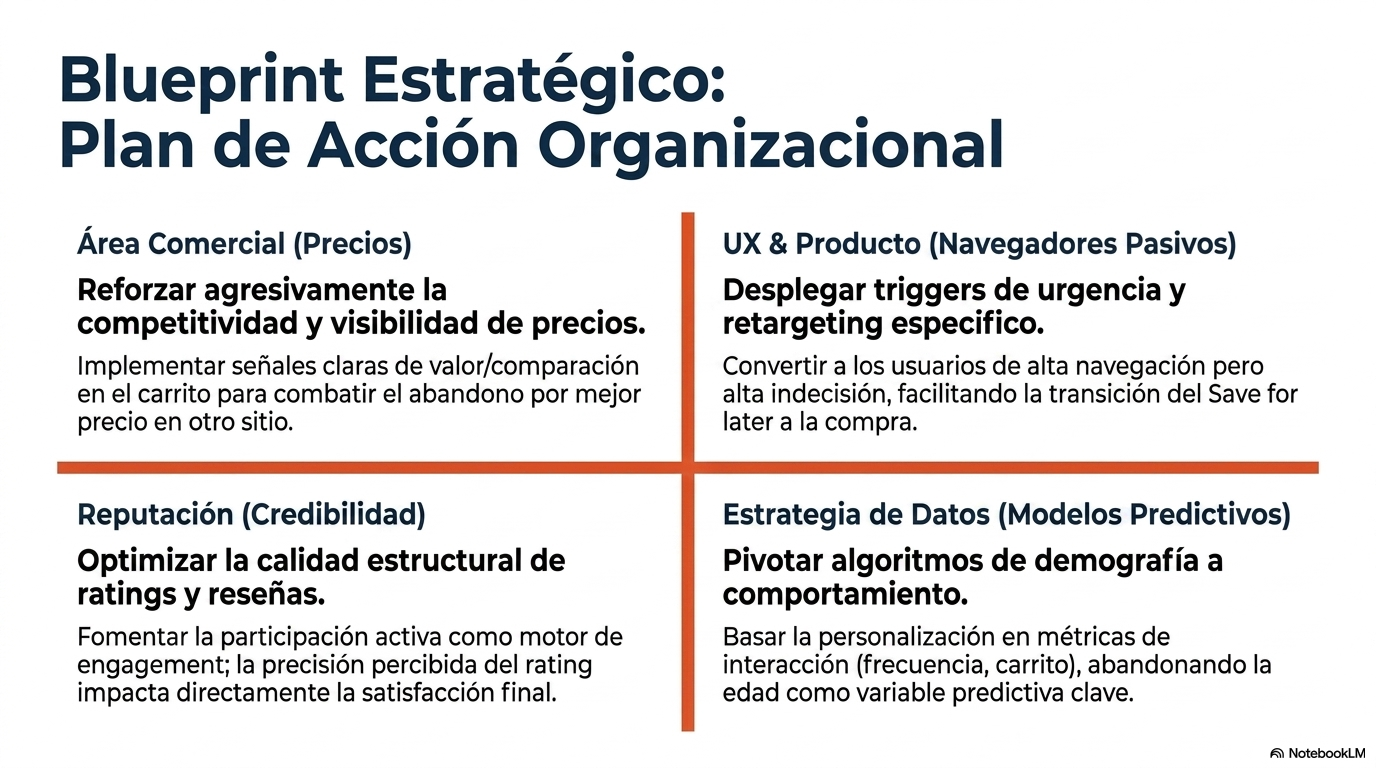 Blueprint Estratégico:
Plan de Acción Organizacional
Área Comercial (Precios)
Reforzar agresivamente la
competitividad y visibilidad de precios.
Implementar señales claras de valor/comparación
en el carrito para combatir el abandono por mejor
precio en otro sitio.
UX & Producto (Navegadores Pasivos)
Desplegar triggers de urgencia y
retargeting especifico.
Convertir a los usuarios de alta navegación pero
alta indecisión, facilitando la transición del Save for
later a la compra.
Reputación (Credibilidad)
Optimizar la calidad estructural de
ratings y reseñas.
Fomentar la participación activa como motor de
engagement; la precisión percibida del rating
impacta directamente la satisfacción final.
Estrategia de Datos (Modelos Predictivos)
Pivotar algoritmos de demografía a
comportamiento.
Basar la personalización en métricas de
interacción (frecuencia, carrito), abandonando la
edad como variable predictiva clave.
NotebookLM